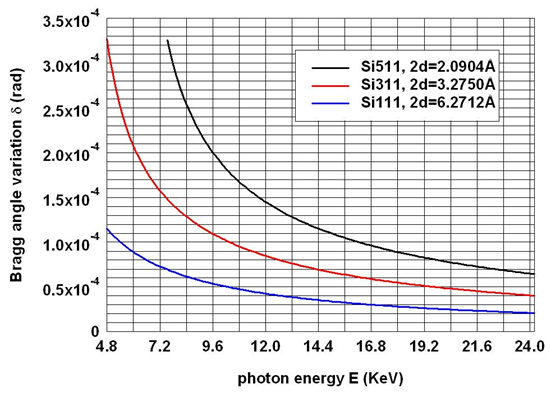 3.5x10⁻⁴
3.0x10⁻⁴
2.5x10⁻⁴
2.0x10⁻⁴
1.5x10⁻⁴
1.0x10⁻⁴
0.5x10⁻⁴
0
Bragg angle variation δ (rad)
Si511, 2d=2.0904A
Si311, 2d=3.2750A
Si111, 2d=6.2712A
4.8 7.2 9.6 12.0 14.4 16.8 19.2 21.6 24.0
photon energy E (KeV)